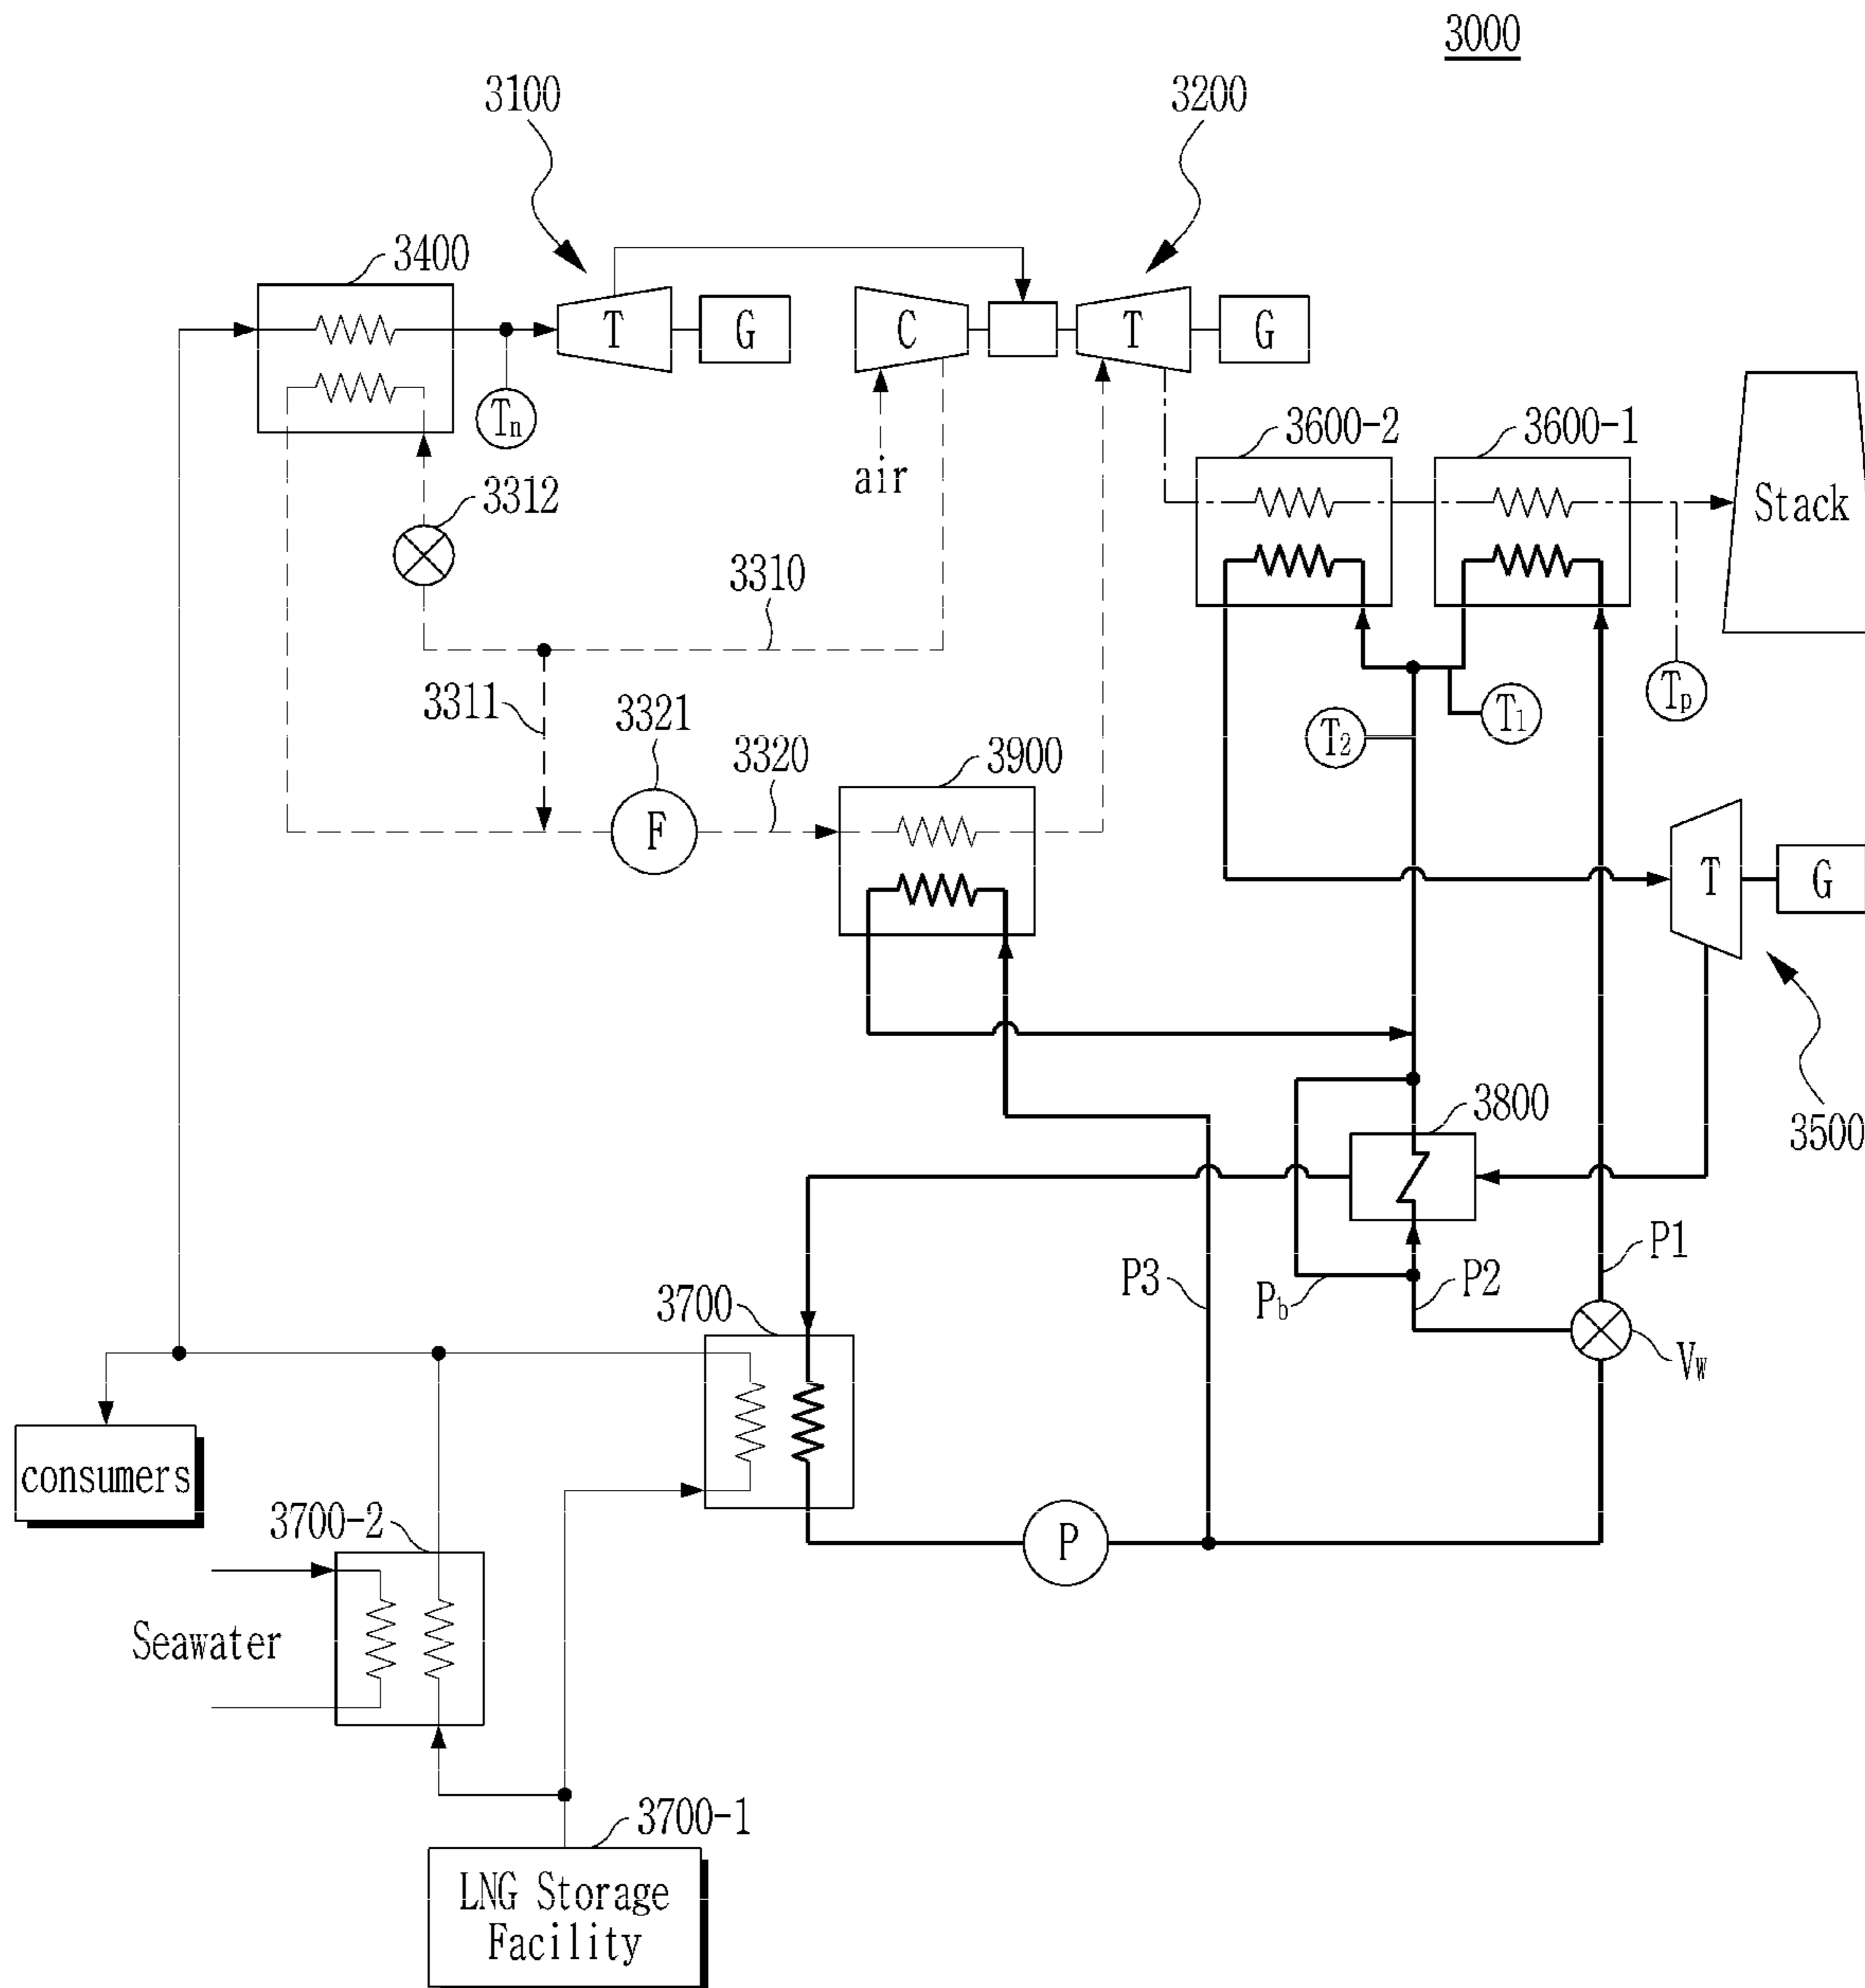 3000
3100
3200
3400
T
G
C
T
G
Tn
3600-2
3600-1
air
Stack
3312
3310
3311
3321
3320
3900
F
T2
T1
Tp
T
G
3500
3800
P1
P3
Pb
P2
Vw
3700
consumers
3700-2
P
Seawater
3700-1
LNG Storage
Facility